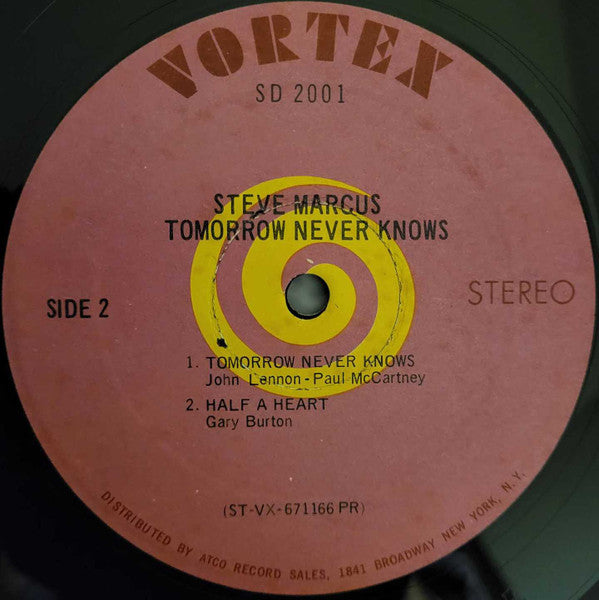 VORTEX
SD 2001
STEVE MARCUS
TOMORROW NEVER KNOWS
SIDE 2
STEREO
1. TOMORROW NEVER KNOWS
John Lennon - Paul McCartney
2. HALF A HEART
Gary Burton
(ST-VX-671166 PR)
DISTRIBUTED BY ATCO RECORD SALES, 1841 BROADWAY NEW YORK, N.Y.